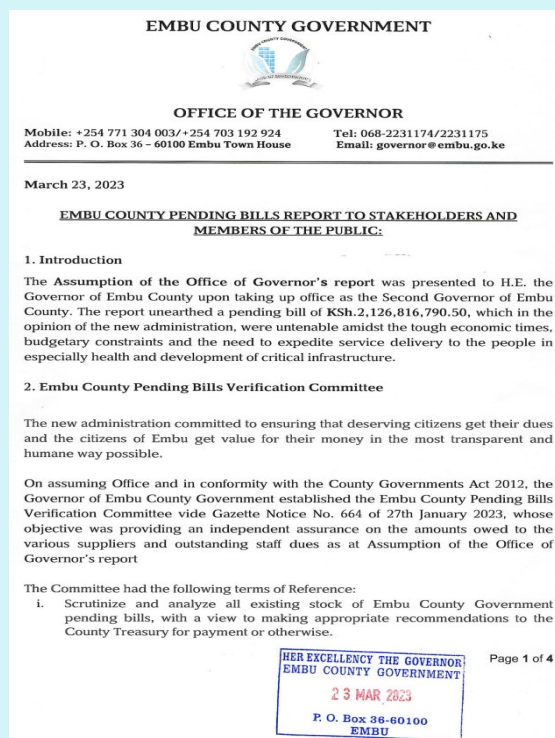 EMBU COUNTY GOVERNMENT
OFFICE OF THE GOVERNOR
Mobile: +254 771 304 003/+254 703 192 924 Tel: 068-2231174/2231175
Address: P. O. Box 36 – 60100 Embu Town House Email: governor@embu.go.ke
March 23, 2023
EMBU COUNTY PENDING BILLS REPORT TO STAKEHOLDERS AND
MEMBERS OF THE PUBLIC:
1. Introduction
The Assumption of the Office of Governor's report was presented to H.E. the
Governor of Embu County upon taking up office as the Second Governor of Embu
County. The report unearthed a pending bill of KSh.2,126,816,790.50, which in the
opinion of the new administration, were untenable amidst the tough economic times,
budgetary constraints and the need to expedite service delivery to the people in
especially health and development of critical infrastructure.
2. Embu County Pending Bills Verification Committee
The new administration committed to ensuring that deserving citizens get their dues
and the citizens of Embu get value for their money in the most transparent and
humane way possible.
On assuming Office and in conformity with the County Governments Act 2012, the
Governor of Embu County Government established the Embu County Pending Bills
Verification Committee vide Gazette Notice No. 664 of 27th January 2023, whose
objective was providing an independent assurance on the amounts owed to the
various suppliers and outstanding staff dues as at Assumption of the Office of
Governor's report
The Committee had the following terms of Reference:
i. Scrutinize and analyze all existing stock of Embu County Government
pending bills, with a view to making appropriate recommendations to the
County Treasury for payment or otherwise.
HER EXCELLENCY THE GOVERNOR
EMBU COUNTY GOVERNMENT
23 MAR 2023
P. O. Box 36-60100
EMBU
Page 1 of 4